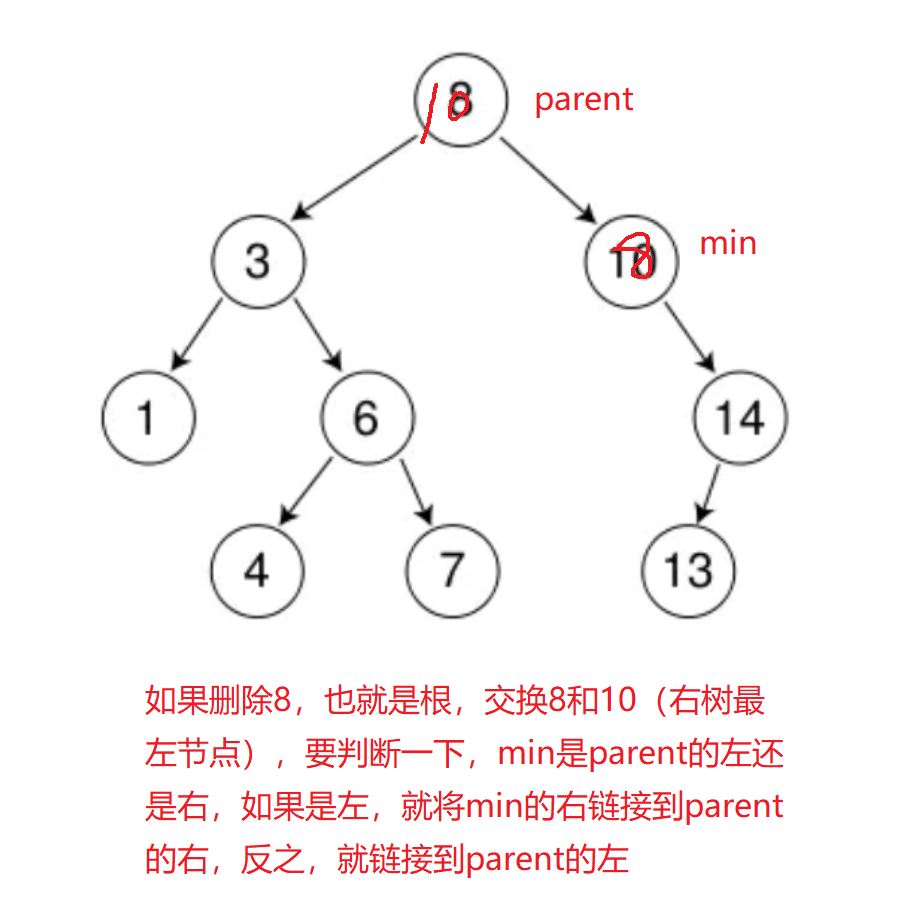 8 10 parent
3 10 8 min
1 6 14
4 7 13
如果删除8，也就是根，交换8和10（右树最
左节点），要判断一下，min是parent的左还
是右，如果是左，就将min的右链接到parent
的右，反之，就链接到parent的左